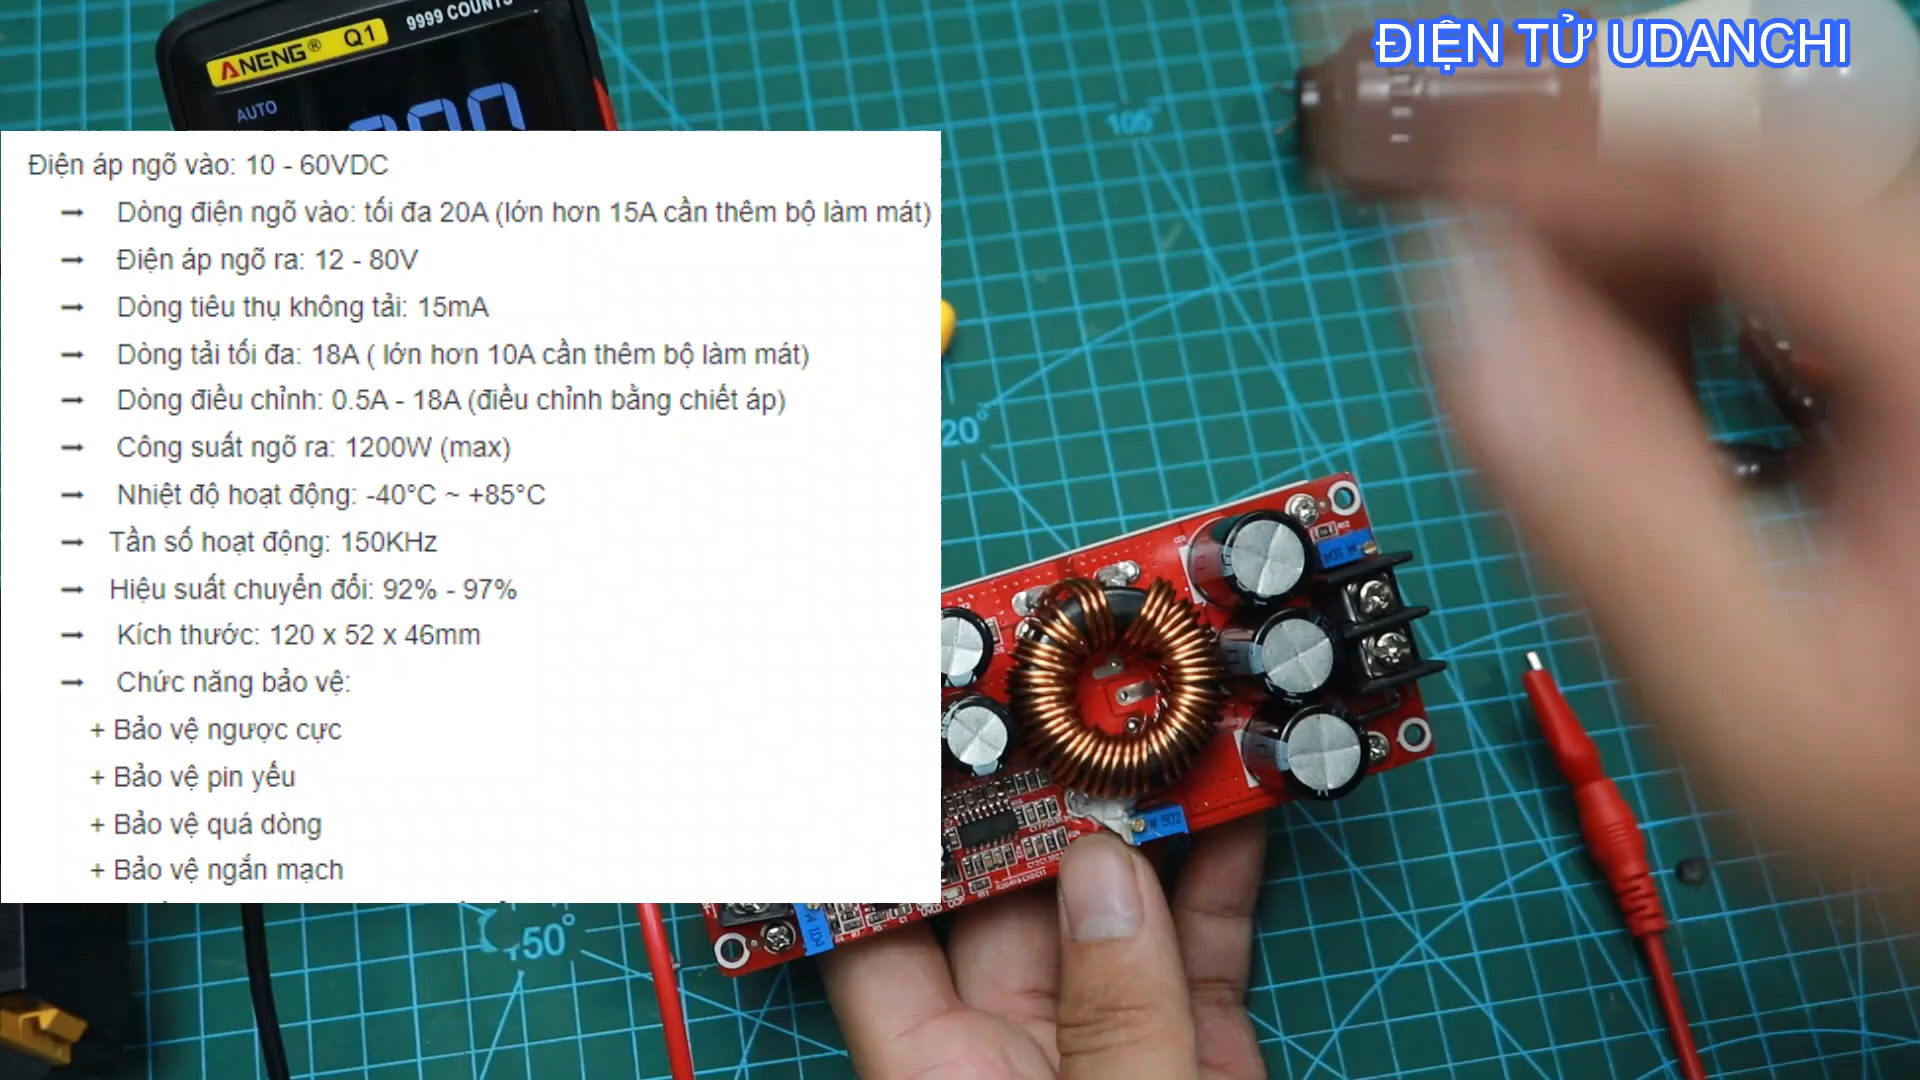 ĐIỆN TỬ UDANCHI
ANENG® Q1
9999 COUNTS
AUTO
105°
Điện áp ngõ vào: 10 - 60VDC
→ Dòng điện ngõ vào: tối đa 20A (lớn hơn 15A cần thêm bộ làm mát)
→ Điện áp ngõ ra: 12 - 80V
→ Dòng tiêu thụ không tải: 15mA
→ Dòng tải tối đa: 18A ( lớn hơn 10A cần thêm bộ làm mát)
→ Dòng điều chỉnh: 0.5A - 18A (điều chỉnh bằng chiết áp)
→ Công suất ngõ ra: 1200W (max)
→ Nhiệt độ hoạt động: -40°C ~ +85°C
→ Tần số hoạt động: 150KHz
→ Hiệu suất chuyển đổi: 92% - 97%
→ Kích thước: 120 x 52 x 46mm
→ Chức năng bảo vệ:
+ Bảo vệ ngược cực
+ Bảo vệ pin yếu
+ Bảo vệ quá dòng
+ Bảo vệ ngắn mạch
20°
W 502
W 104
50°